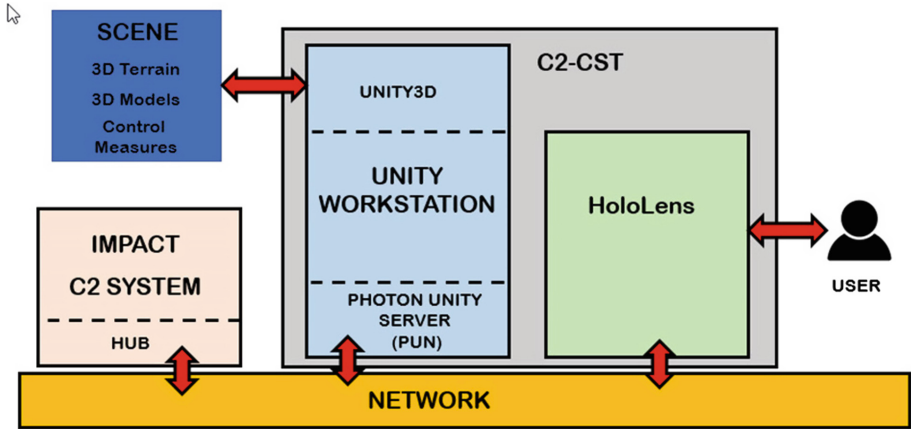 SCENE
3D Terrain
3D Models
Control
Measures
C2-CST
UNITY3D
UNITY
WORKSTATION
PHOTON UNITY
SERVER
(PUN)
HoloLens
USER
IMPACT
C2 SYSTEM
HUB
NETWORK